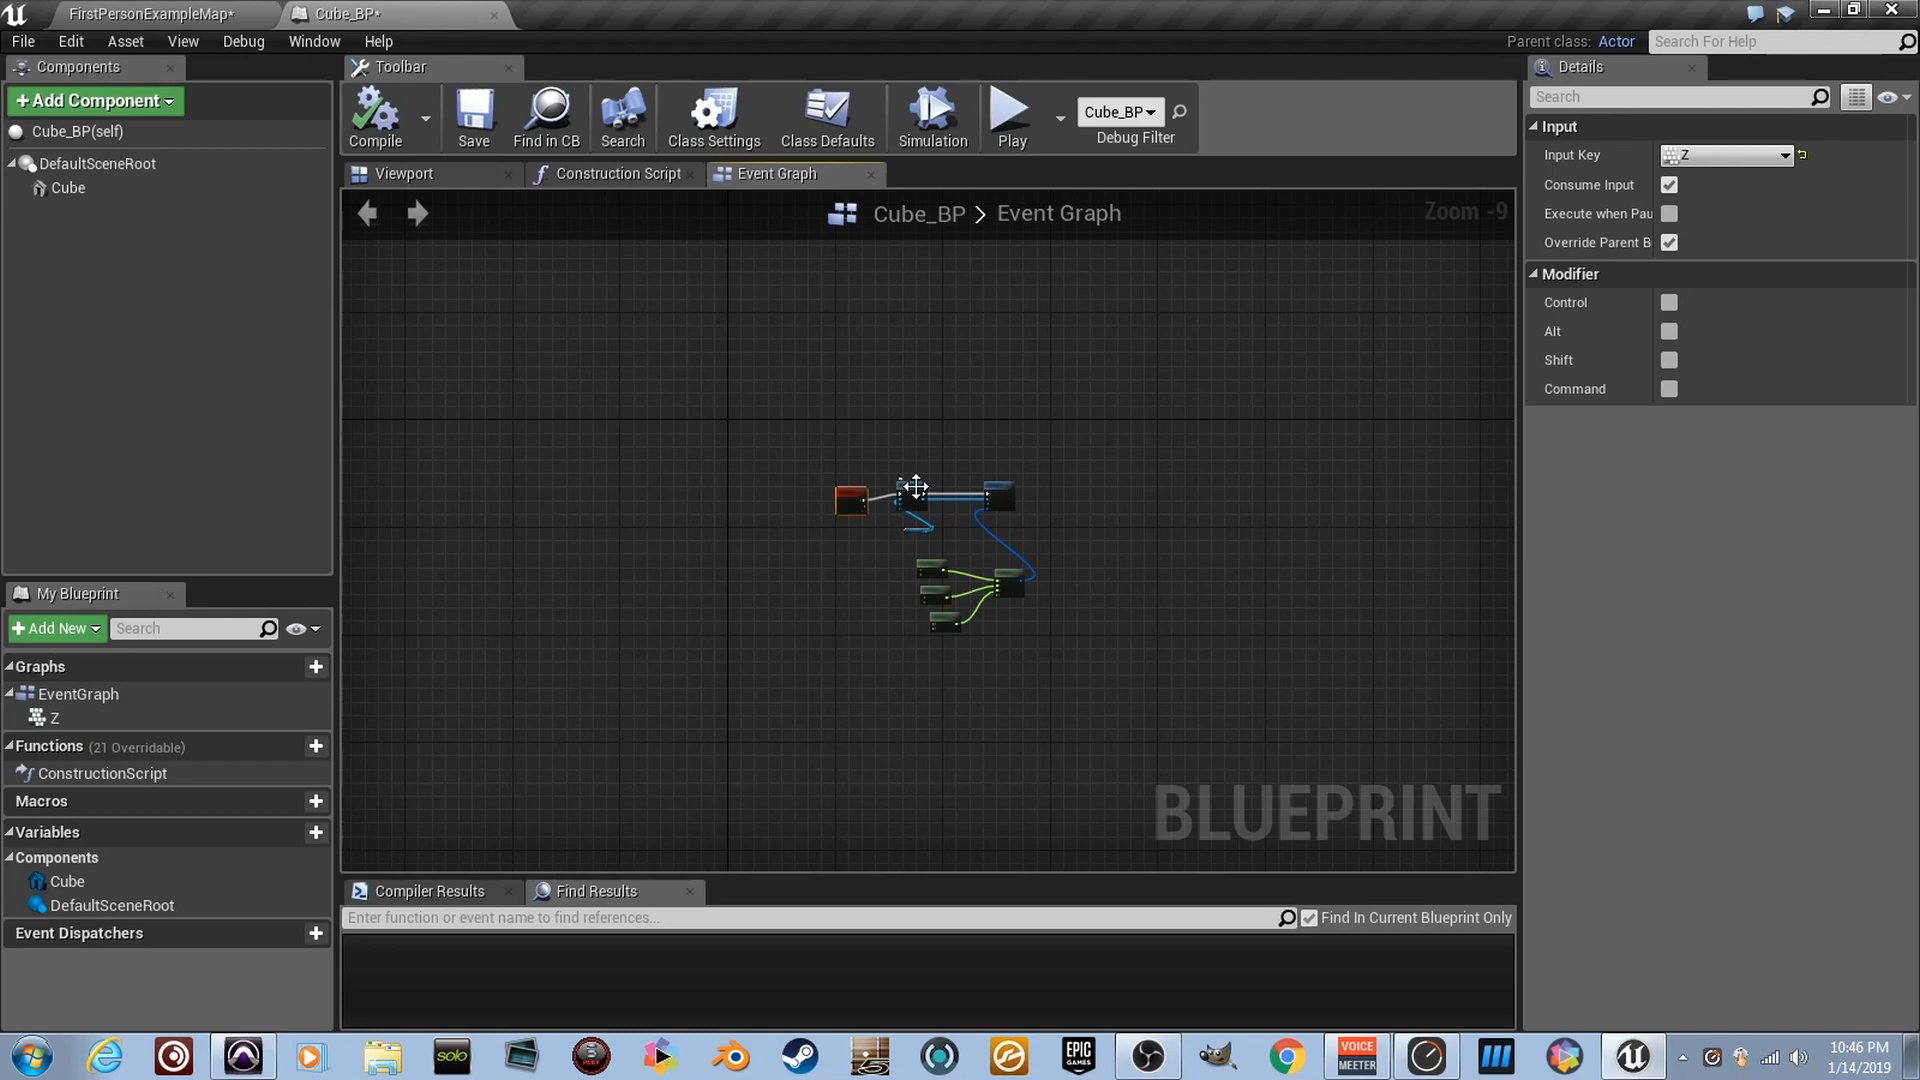 FirstPersonExampleMap*
Cube_BP*
File Edit Asset View Debug Window Help
Parent class: Actor
Search For Help
Components
Toolbar
Details
+Add Component
Cube_BP(self)
DefaultSceneRoot
Cube
Compile
Save
Find in CB
Search
Class Settings
Class Defaults
Simulation
Play
Cube_BP
Debug Filter
Viewport
Construction Script
Event Graph
Cube_BP > Event Graph
Zoom -9
BLUEPRINT
Search
Input
Input Key Z
Consume Input
Execute when Pau
Override Parent B
Modifier
Control
Alt
Shift
Command
My Blueprint
+Add New
Search
Graphs
EventGraph
Z
Functions (21 Overridable)
ConstructionScript
Macros
Variables
Components
Cube
DefaultSceneRoot
Event Dispatchers
Compiler Results
Find Results
Enter function or event name to find references...
Find In Current Blueprint Only
solo
EPIC
GAMES
VOICE
MEETER
10:46 PM
1/14/2019